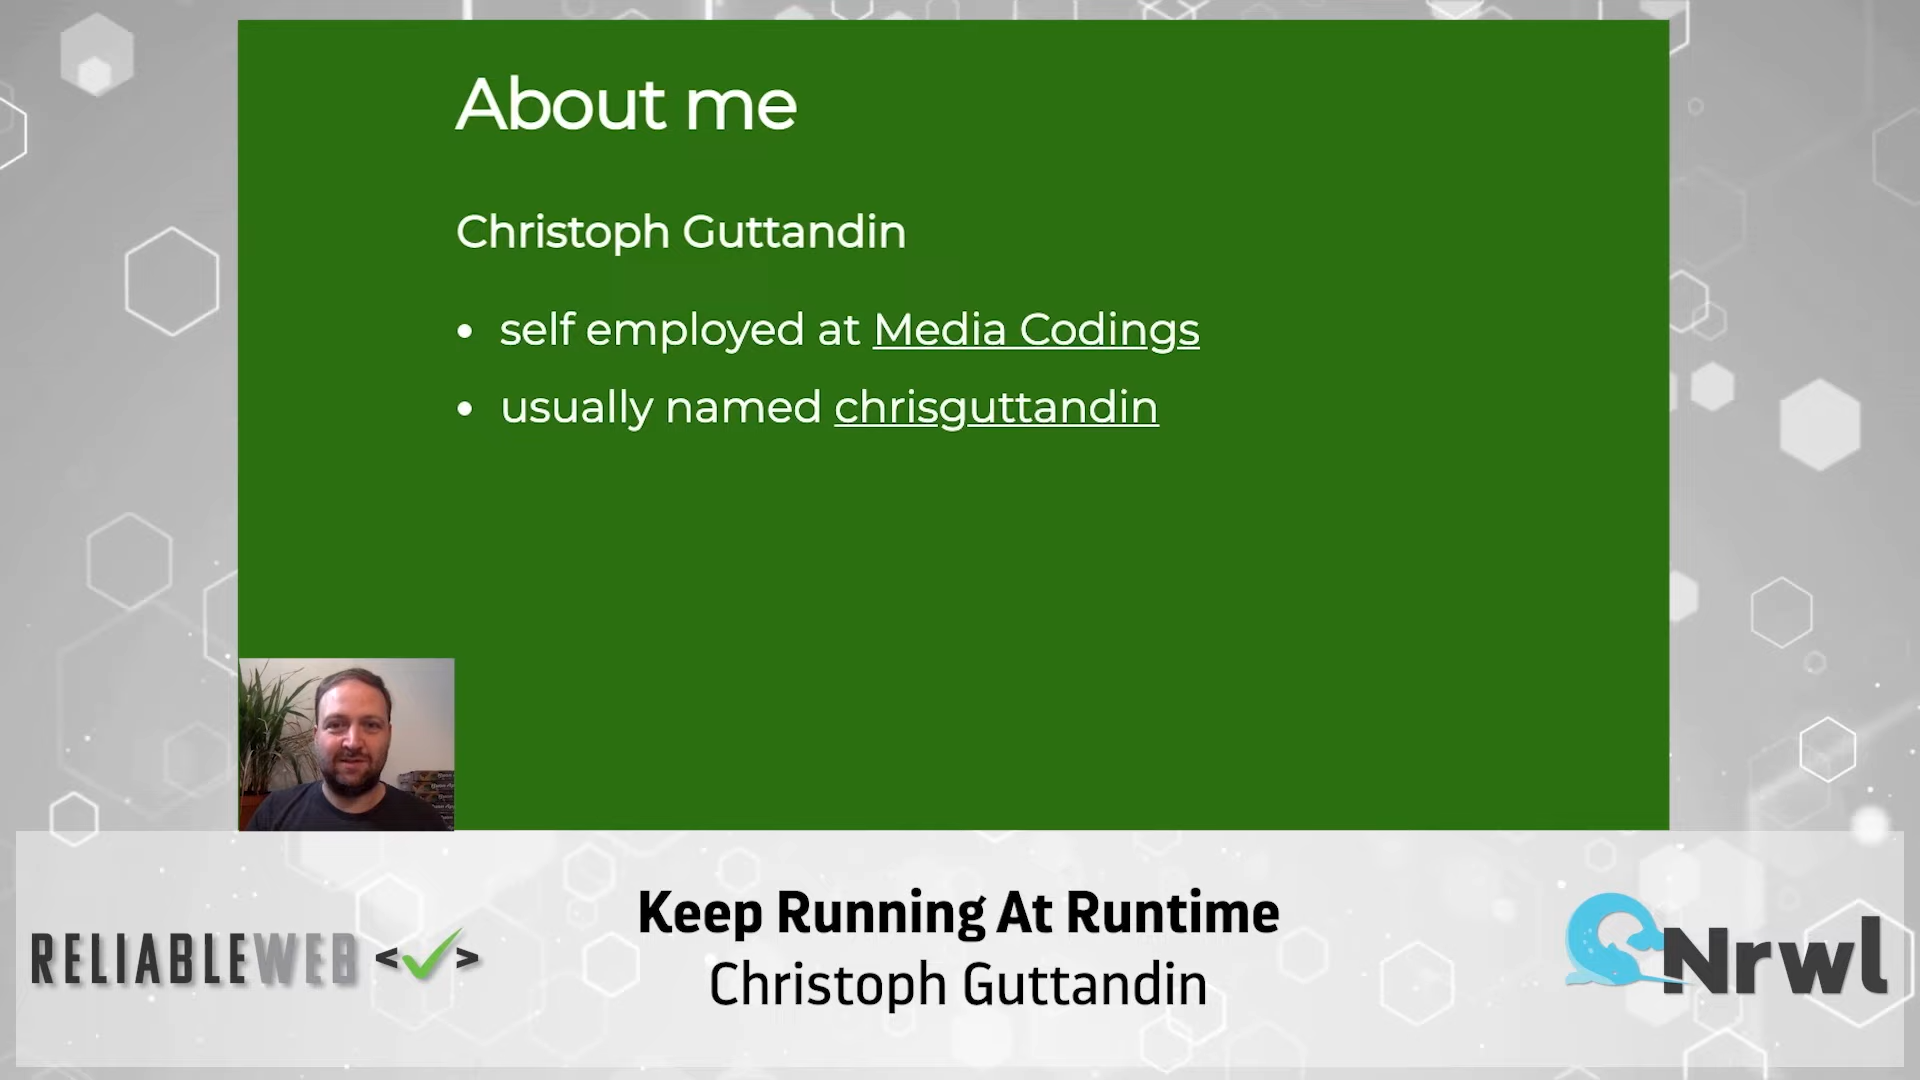 About me
Christoph Guttandin
self employed at Media Codings
usually named chrisguttandin
Keep Running At Runtime
Christoph Guttandin
RELIABLEWEB < >
Nrwl